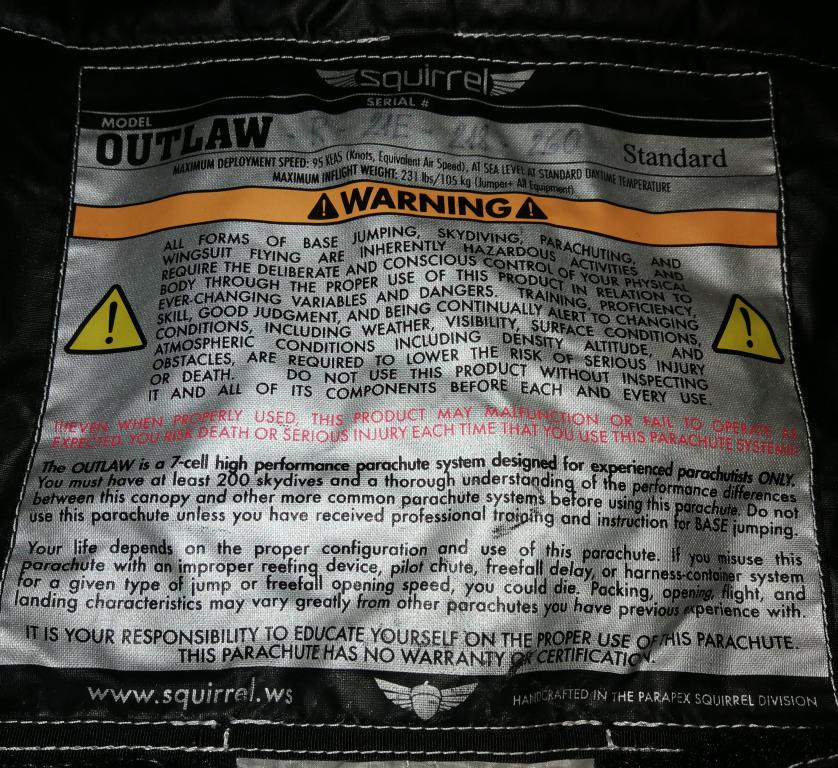 squirrel
SERIAL #
MODEL
OUTLAW 260 Standard
MAXIMUM DEPLOYMENT SPEED: 95 KEAS (Knots, Equivalent Air Speed), AT SEA LEVEL AT STANDARD DAYTIME TEMPERATURE
MAXIMUM INFLIGHT WEIGHT: 231 lbs/105 kg (Jumper+ All Equipment)
WARNING
ALL FORMS OF BASE JUMPING, SKYDIVING, PARACHUTING, AND
WINGSUIT FLYING ARE INHERENTLY HAZARDOUS ACTIVITIES AND
REQUIRE THE DELIBERATE AND CONSCIOUS CONTROL OF YOUR PHYSICAL
BODY THROUGH THE PROPER USE OF THIS PRODUCT IN RELATION TO
EVER-CHANGING VARIABLES AND DANGERS. TRAINING, PROFICIENCY,
SKILL, GOOD JUDGMENT, AND BEING CONTINUALLY ALERT TO CHANGING
CONDITIONS, INCLUDING WEATHER, VISIBILITY, SURFACE CONDITIONS,
ATMOSPHERIC CONDITIONS INCLUDING DENSITY ALTITUDE, AND
OBSTACLES, ARE REQUIRED TO LOWER THE RISK OF SERIOUS INJURY
OR DEATH. DO NOT USE THIS PRODUCT WITHOUT INSPECTING
IT AND ALL OF ITS COMPONENTS BEFORE EACH AND EVERY USE.
!!EVEN WHEN PROPERLY USED, THIS PRODUCT MAY MALFUNCTION OR FAIL TO OPERATE AS
EXPECTED. YOU RISK DEATH OR SERIOUS INJURY EACH TIME THAT YOU USE THIS PARACHUTE SYSTEM!!
The OUTLAW is a 7-cell high performance parachute system designed for experienced parachutists ONLY.
You must have at least 200 skydives and a thorough understanding of the performance differences
between this canopy and other more common parachute systems before using this parachute. Do not
use this parachute unless you have received professional training and instruction for BASE jumping.
Your life depends on the proper configuration and use of this parachute. If you misuse this
parachute with an improper reefing device, pilot chute, freefall delay, or harness-container system
for a given type of jump or freefall opening speed, you could die. Packing, opening, flight, and
landing characteristics may vary greatly from other parachutes you have previous experience with.
IT IS YOUR RESPONSIBILITY TO EDUCATE YOURSELF ON THE PROPER USE OF THIS PARACHUTE.
THIS PARACHUTE HAS NO WARRANTY OR CERTIFICATION.
www.squirrel.ws
HANDCRAFTED IN THE PARAPEX SQUIRREL DIVISION